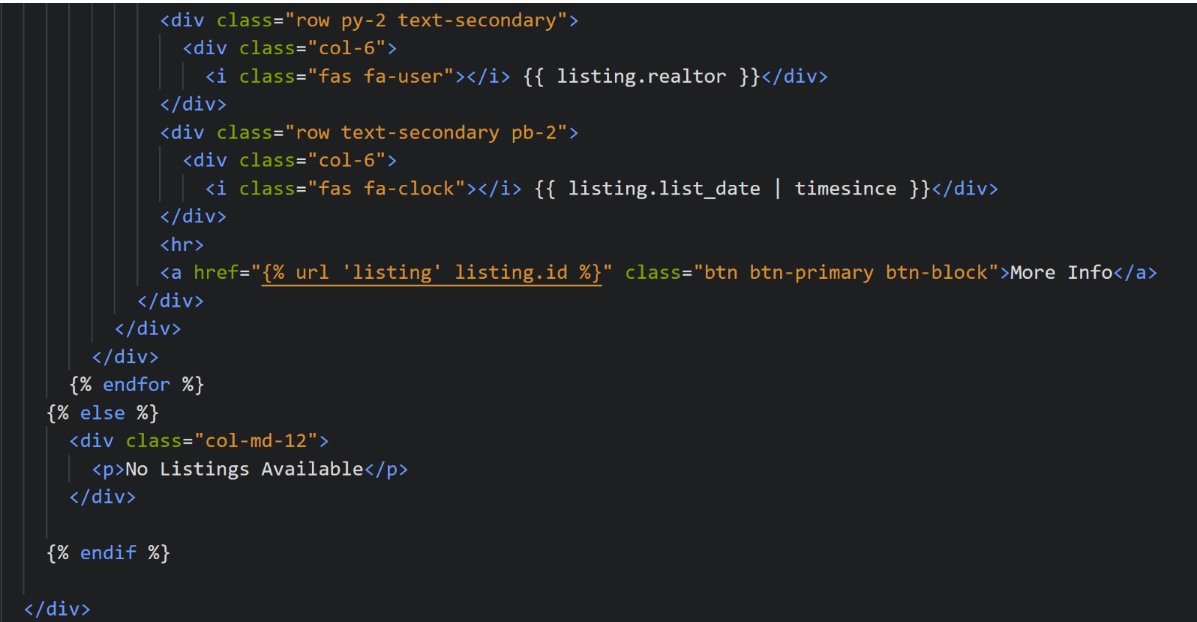 <div class="row py-2 text-secondary">
<div class="col-6">
<i class="fas fa-user"></i> {{ listing.realtor }}</div>
</div>
<div class="row text-secondary pb-2">
<div class="col-6">
<i class="fas fa-clock"></i> {{ listing.list_date | timesince }}</div>
</div>
<hr>
<a href="{% url 'listing' listing.id %}" class="btn btn-primary btn-block">More Info</a>
</div>
</div>
</div>
{% endfor %}
{% else %}
<div class="col-md-12">
<p>No Listings Available</p>
</div>
{% endif %}
</div>